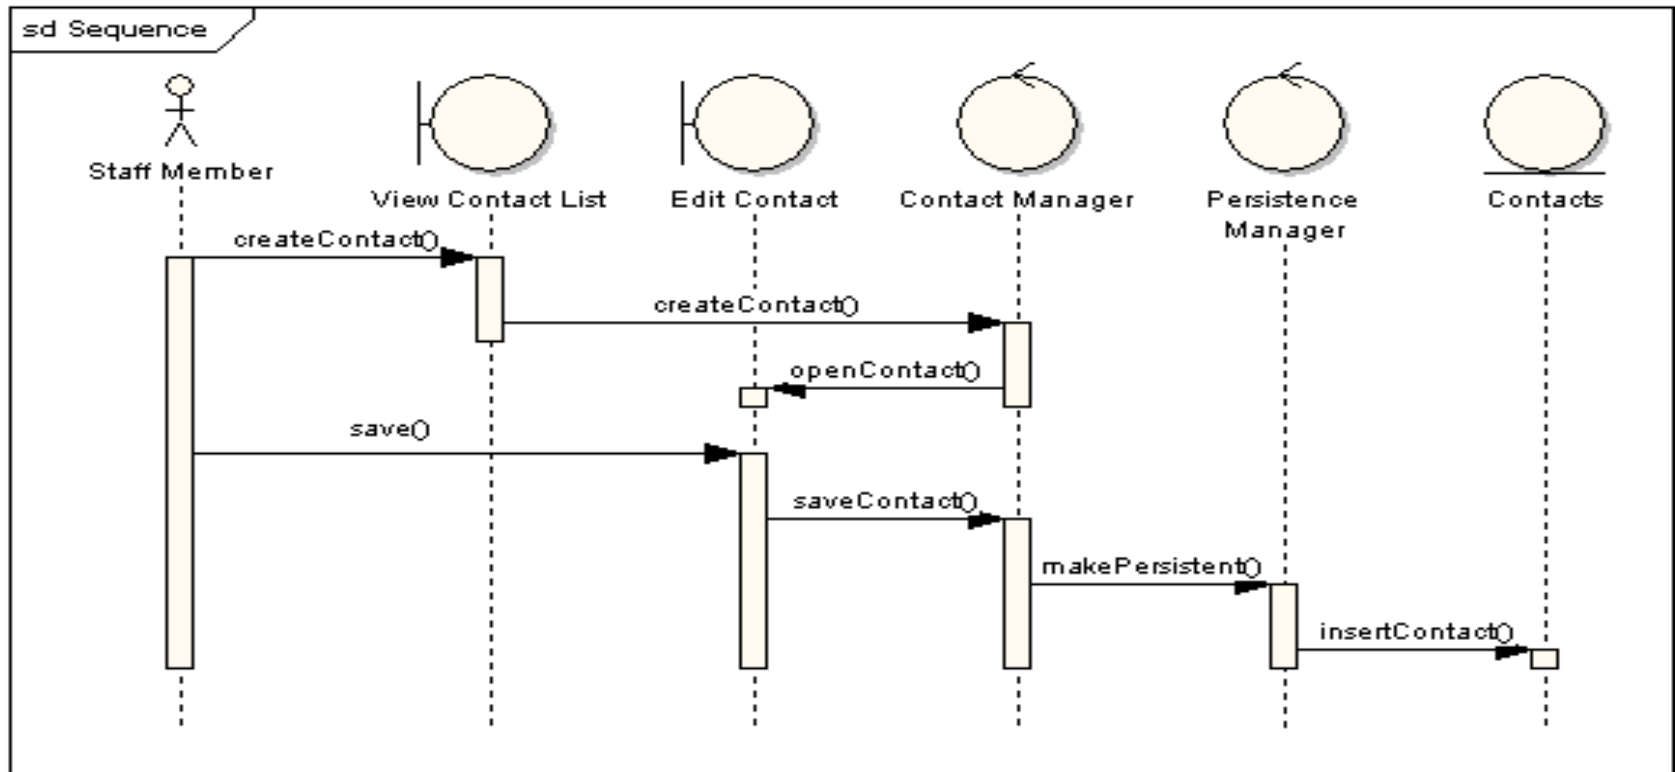 sd Sequence
Staff Member
View Contact List
Edit Contact
Contact Manager
Persistence
Manager
Contacts
createContact()
createContact()
openContact()
save()
saveContact()
makePersistent()
insertContact()